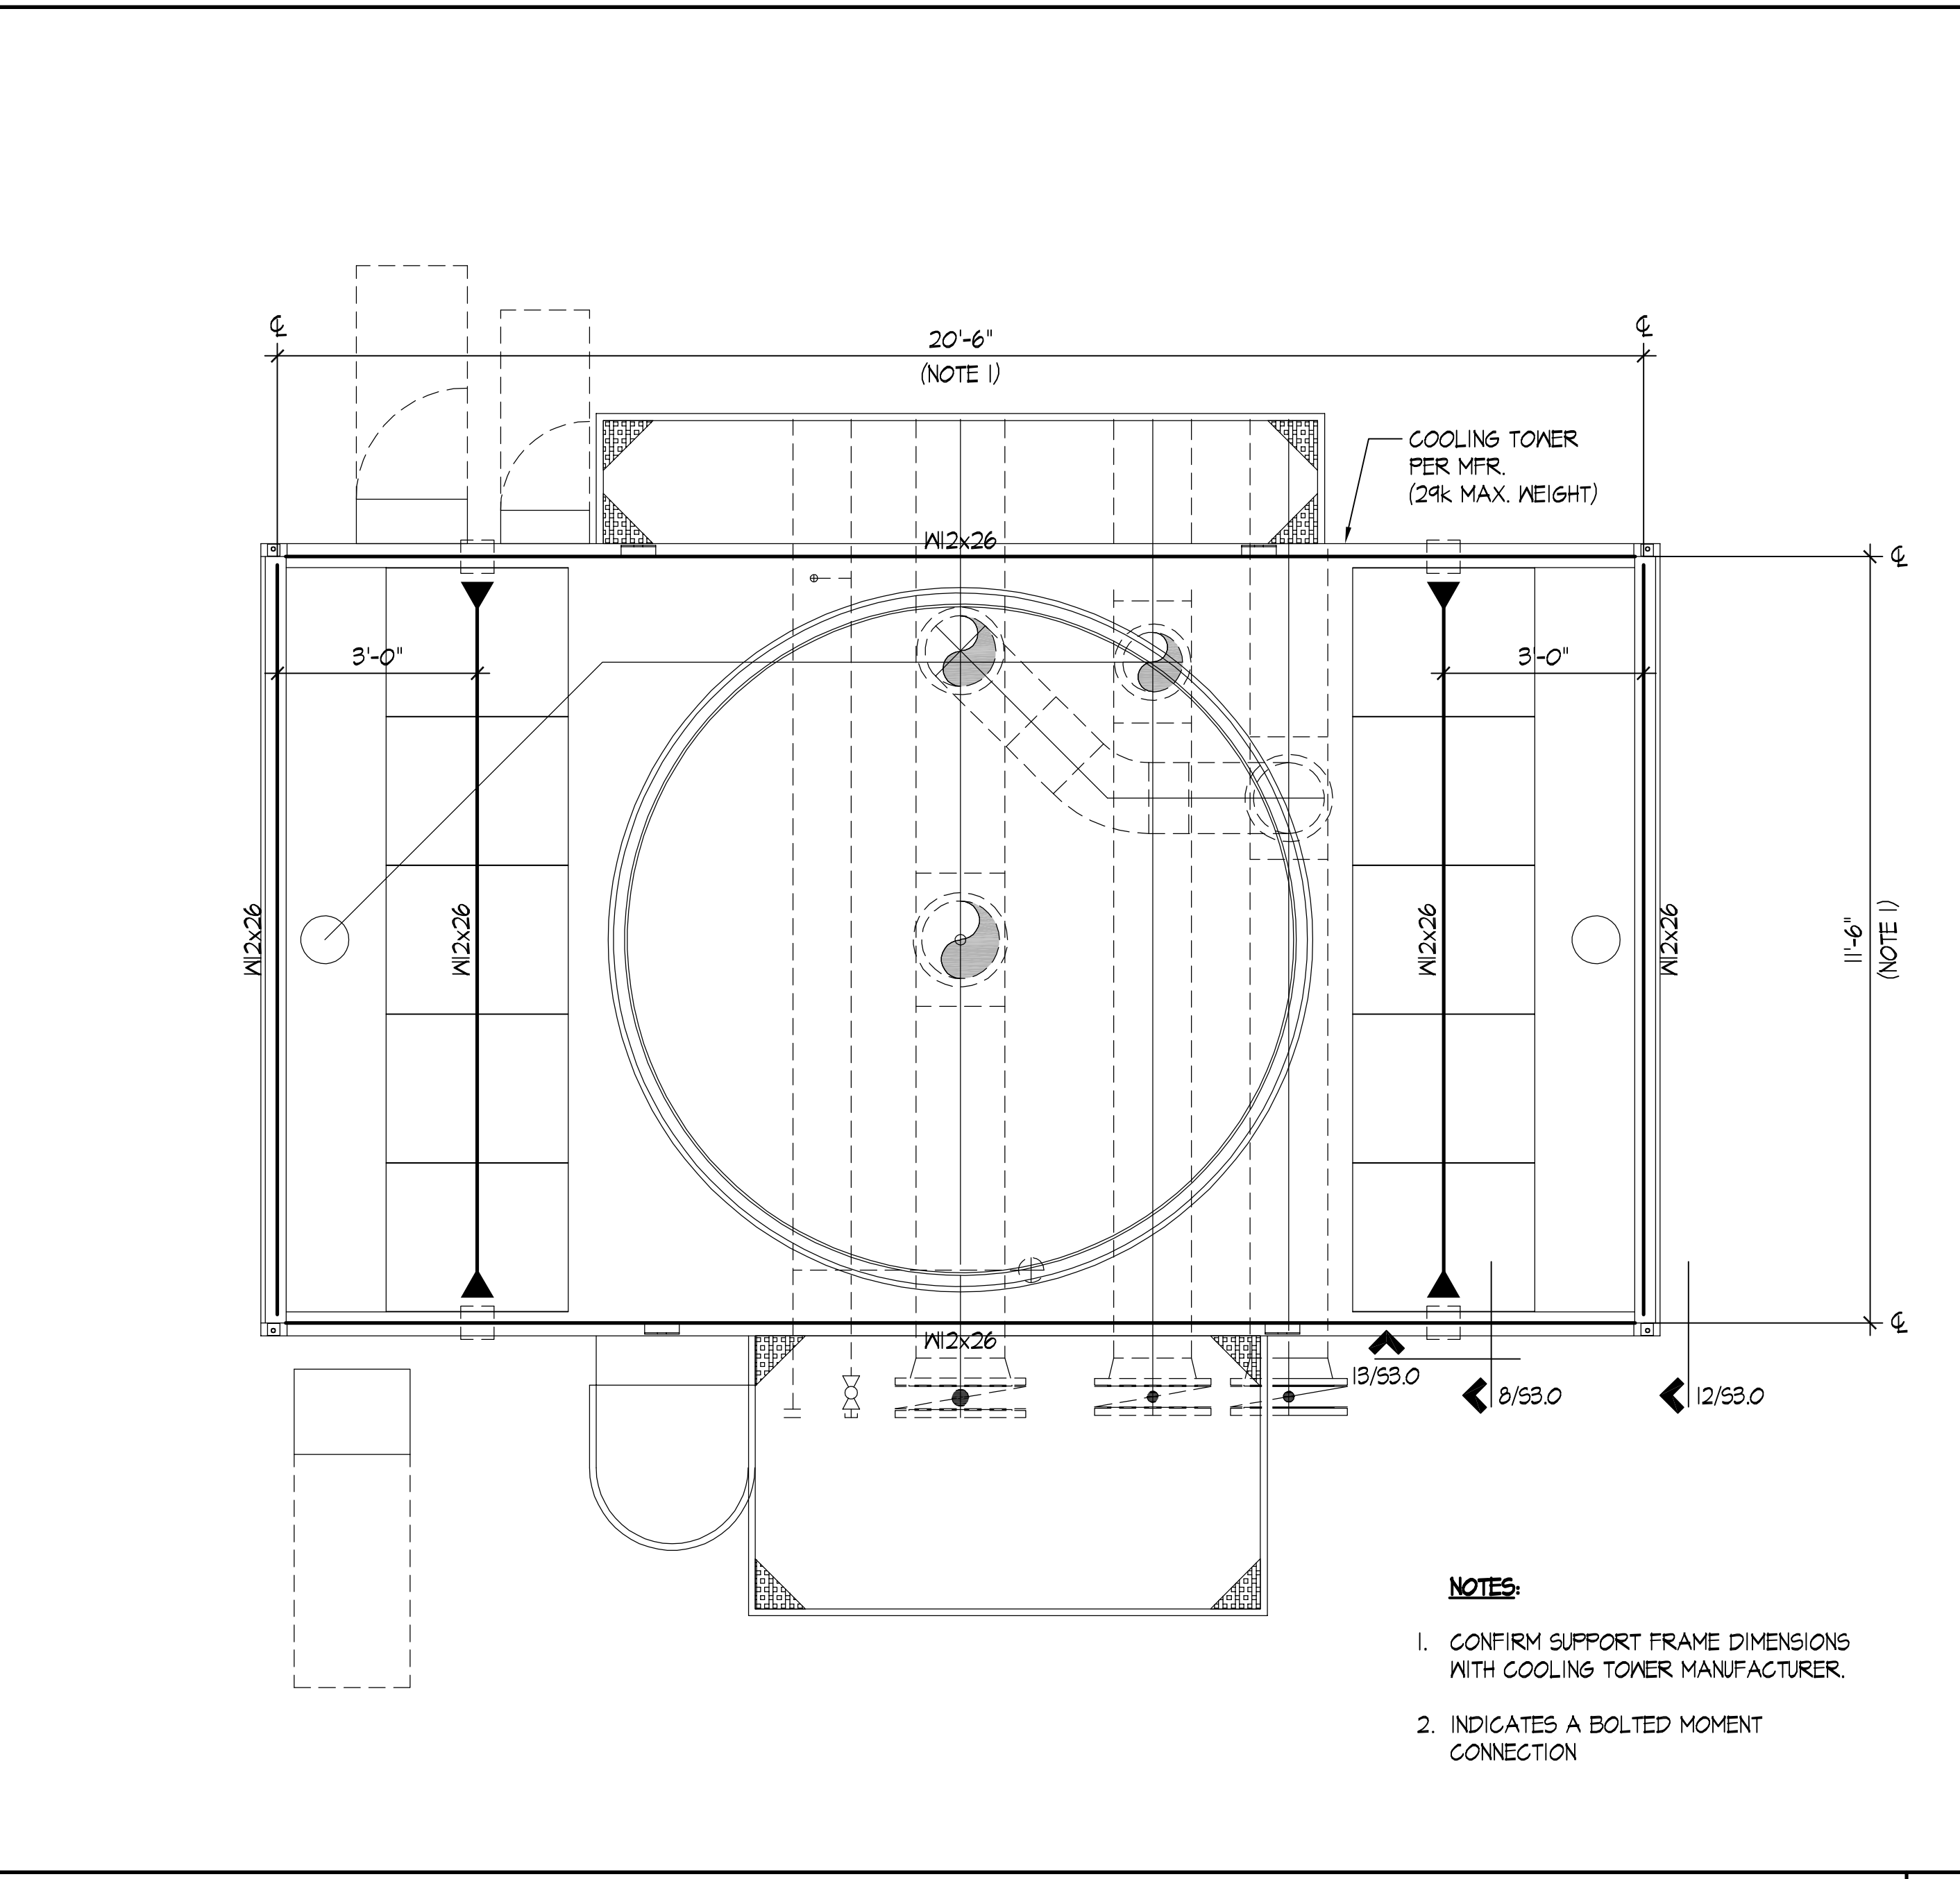 ℄
℄
20'-6"
(NOTE 1)
COOLING TOWER
PER MFR.
(29k MAX. WEIGHT)
W12x26
℄
3'-0"
3'-0"
W12x26
W12x26
W12x26
W12x26
11'-6"
(NOTE 1)
℄
W12x26
13/S3.0
8/S3.0
12/S3.0
NOTES:
1. CONFIRM SUPPORT FRAME DIMENSIONS
WITH COOLING TOWER MANUFACTURER.
2. INDICATES A BOLTED MOMENT
CONNECTION